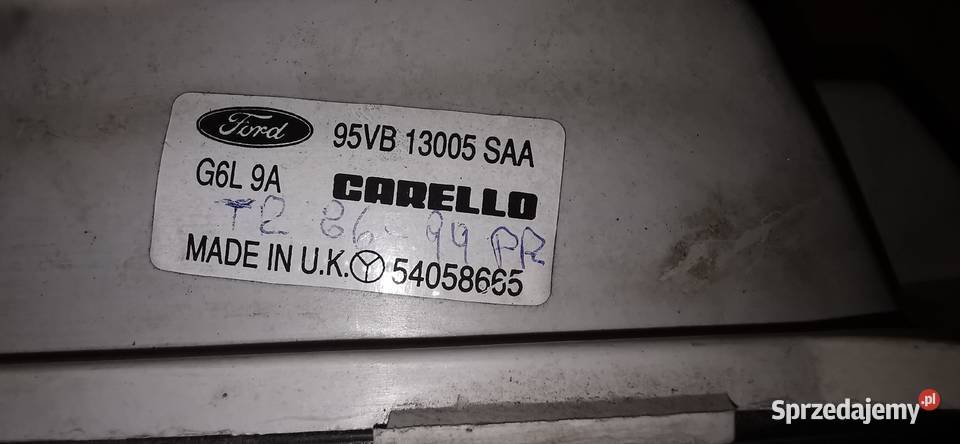 Ford 95VB 13005 SAA
G6L 9A CARELLO
T2 86-99 PR
MADE IN U.K. 54058665
Sprzedajemy.pl